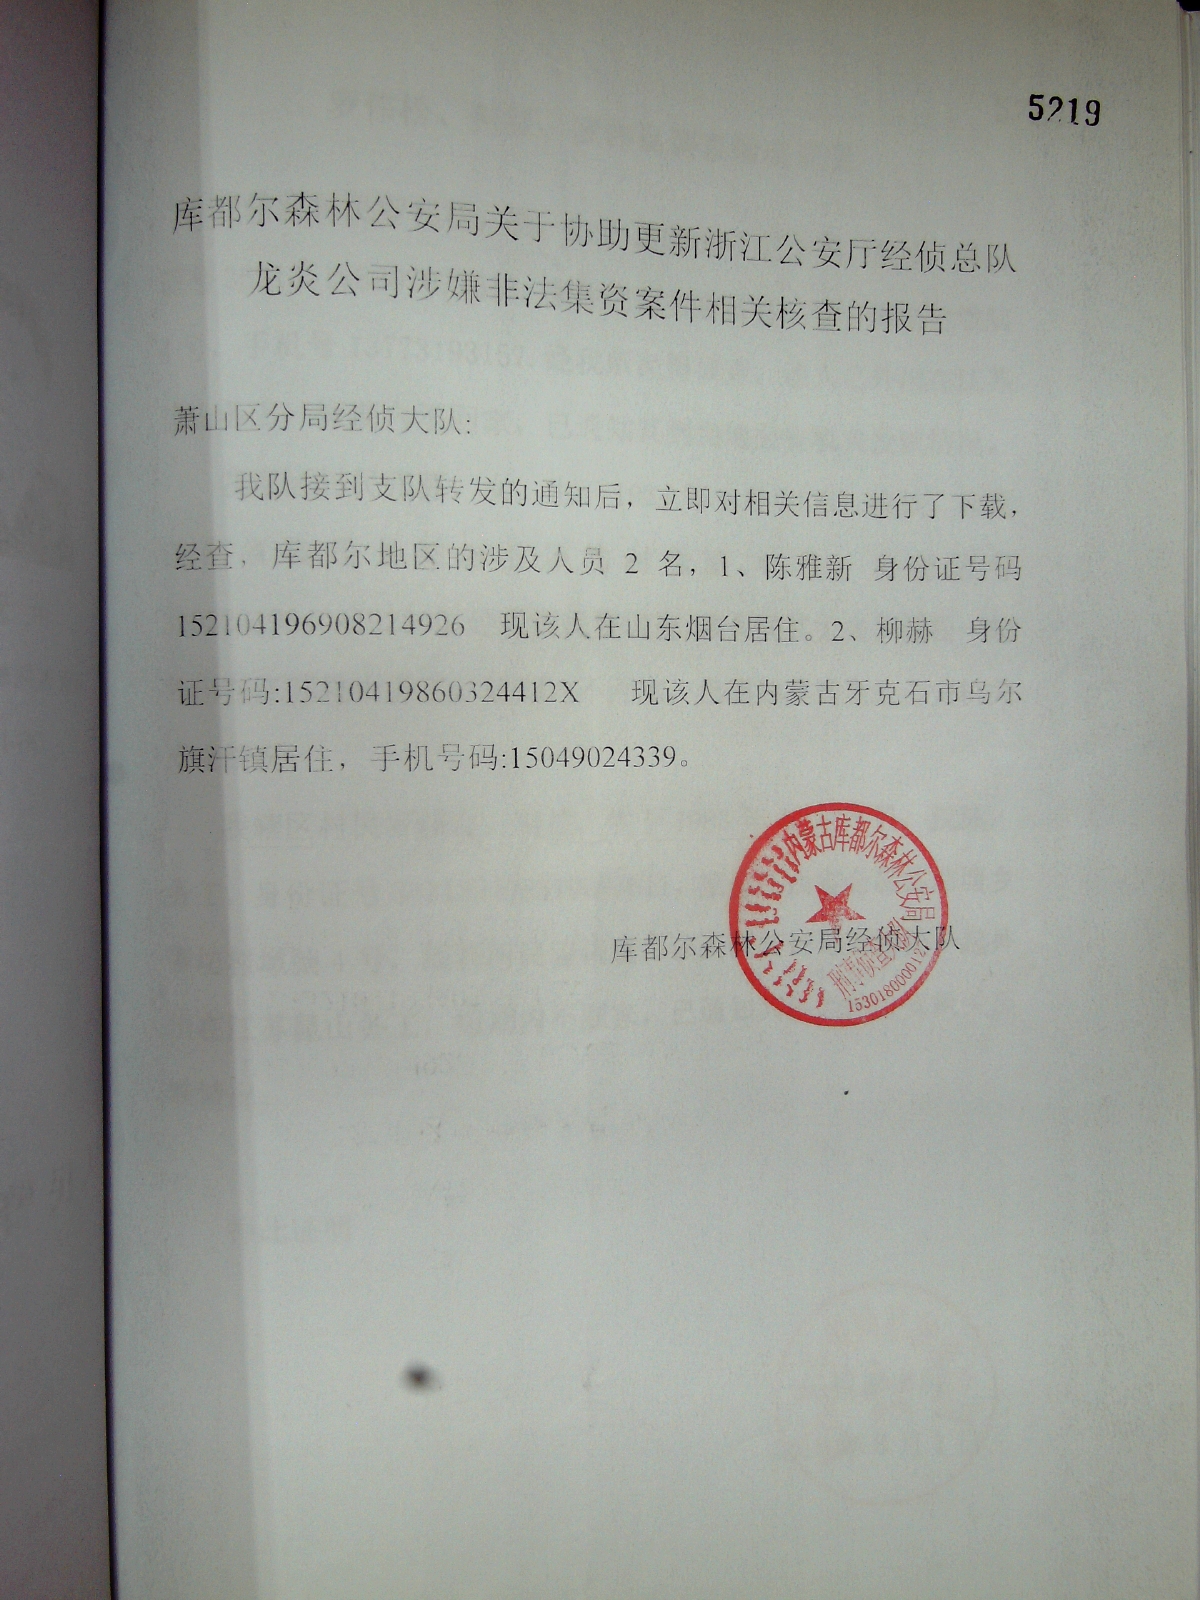 5219
库都尔森林公安局关于协助更新浙江公安厅经侦总队
龙炎公司涉嫌非法集资案件相关核查的报告
萧山区分局经侦大队:
我队接到支队转发的通知后，立即对相关信息进行了下载，
经查，库都尔地区的涉及人员 2 名，1、陈雅新 身份证号码
152104196908214926 现该人在山东烟台居住。2、柳赫 身份
证号码:15210419860324412X 现该人在内蒙古牙克石市乌尔
旗汗镇居住，手机号码:15049024339。
内蒙古库都尔森林公安局
库都尔森林公安局经侦大队
刑事侦查大队